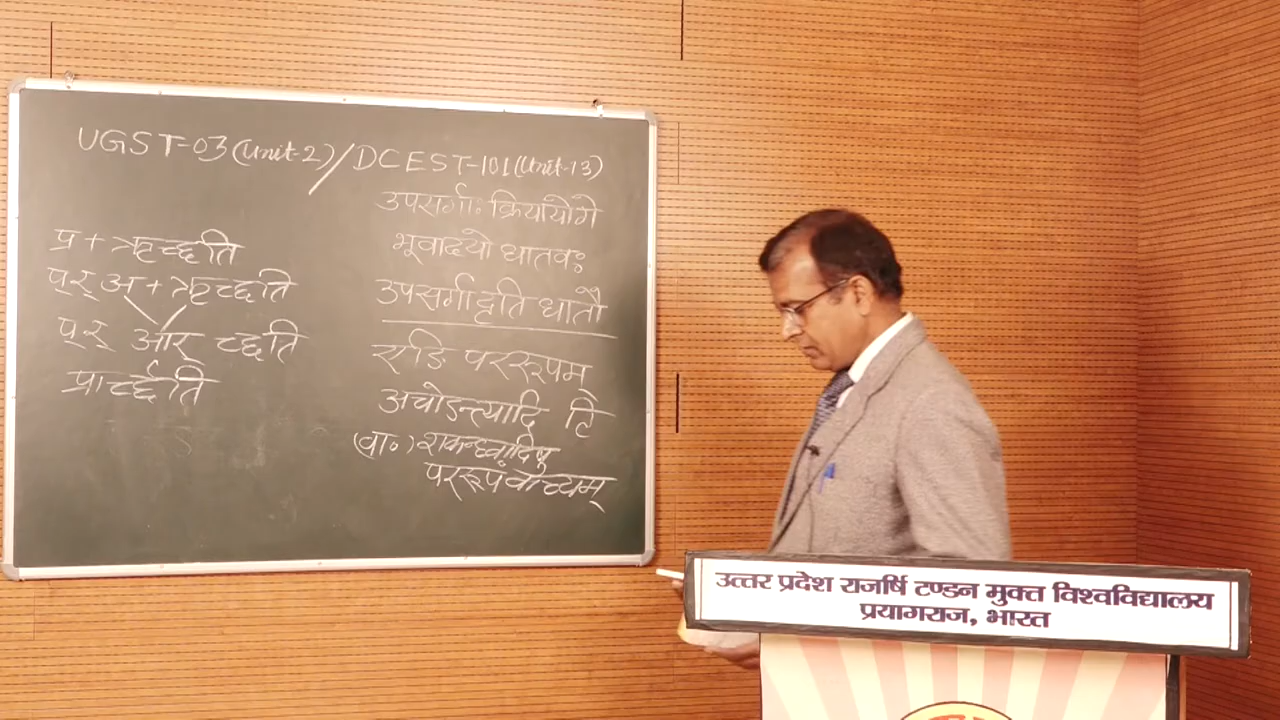 UGST-03(Unit-2)/DCEST-101(Unit-13)
उपसर्गाः क्रियायोगे
भूवादयो धातवः
उपसर्गादृति धातौ
एङि पररूपम्
अचोऽन्त्यादि टि
(वा०) शकन्ध्वादिषु
पररूपं वाच्यम्
प्र + ऋच्छति
प् र् अ + ऋच्छति
प् र् आर् च्छति
प्रार्च्छति
उत्तर प्रदेश राजर्षि टण्डन मुक्त विश्वविद्यालय
प्रयागराज, भारत